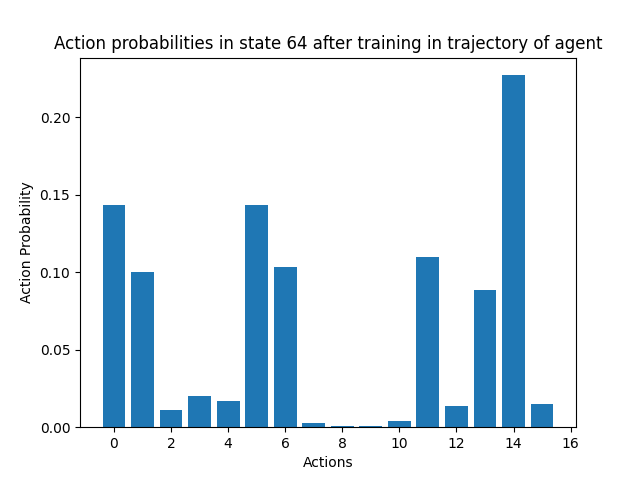 Action probabilities in state 64 after training in trajectory of agent
Action Probability
0.20
0.15
0.10
0.05
0.00
0 2 4 6 8 10 12 14 16
Actions